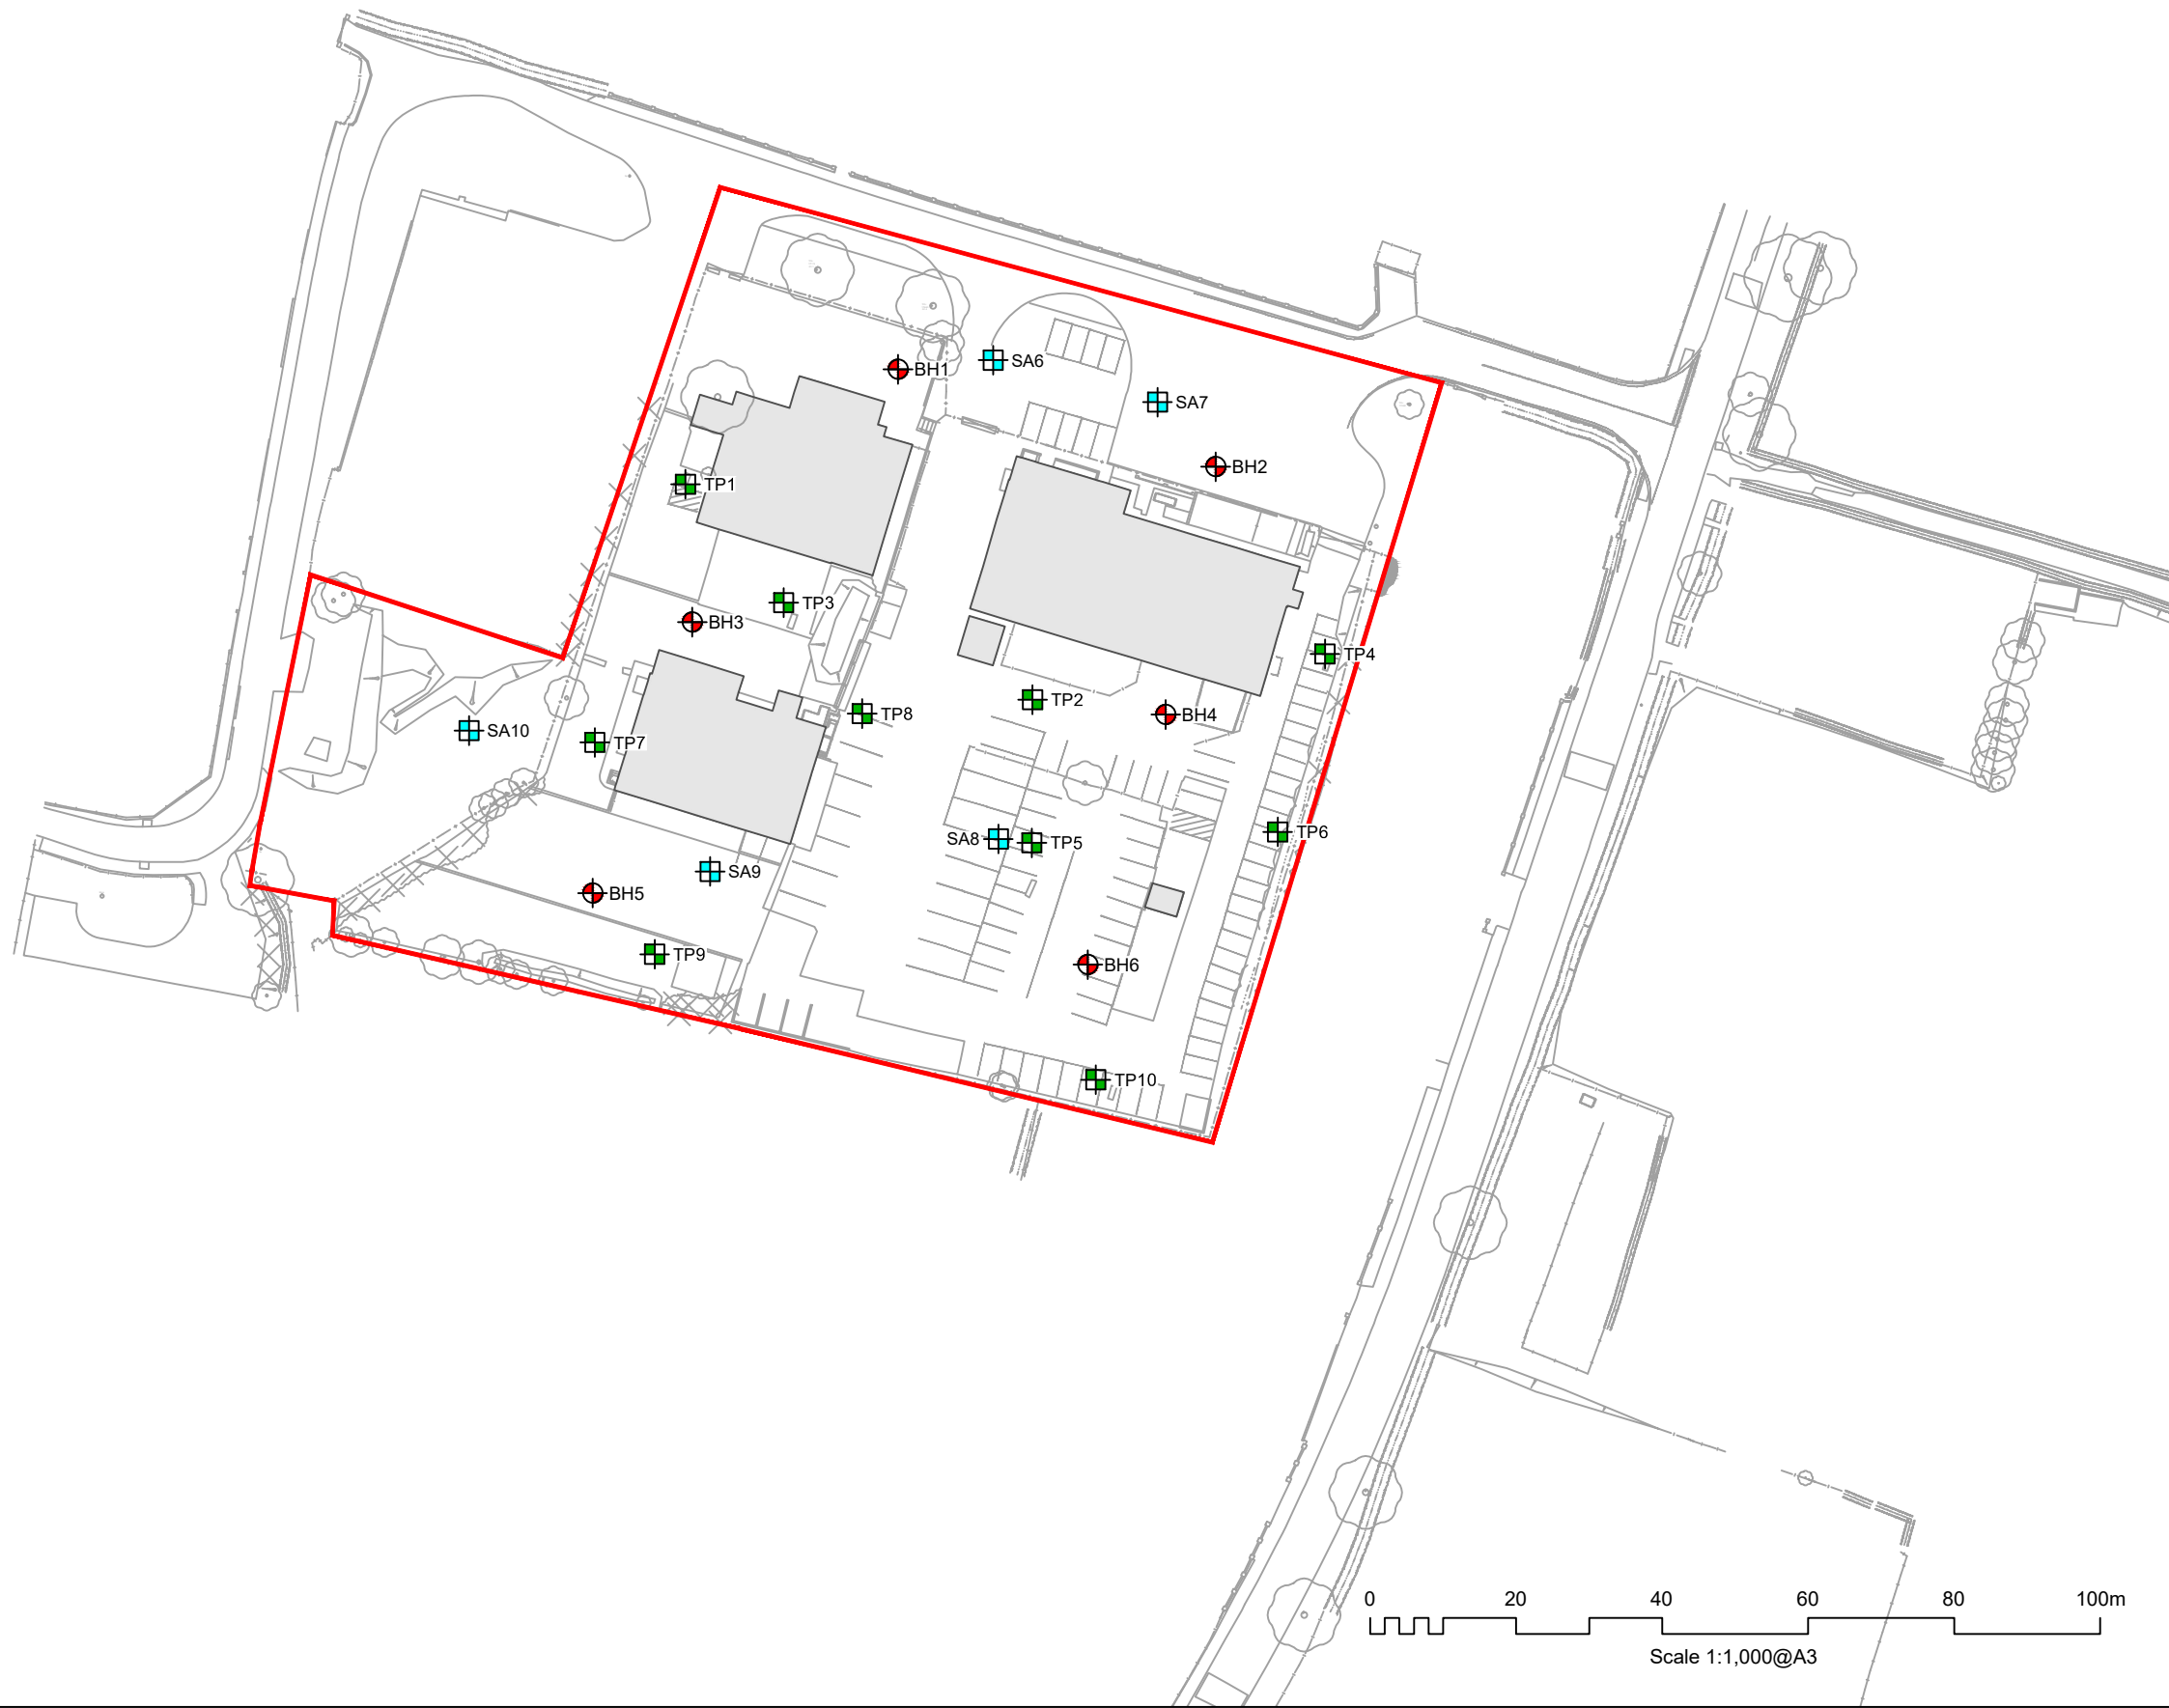 SA6
BH1
SA7
BH2
TP1
TP3
BH3
TP4
TP2
TP8
BH4
SA10
TP7
TP6
SA8
TP5
SA9
BH5
TP9
BH6
TP10
0 20 40 60 80 100m
Scale 1:1,000@A3